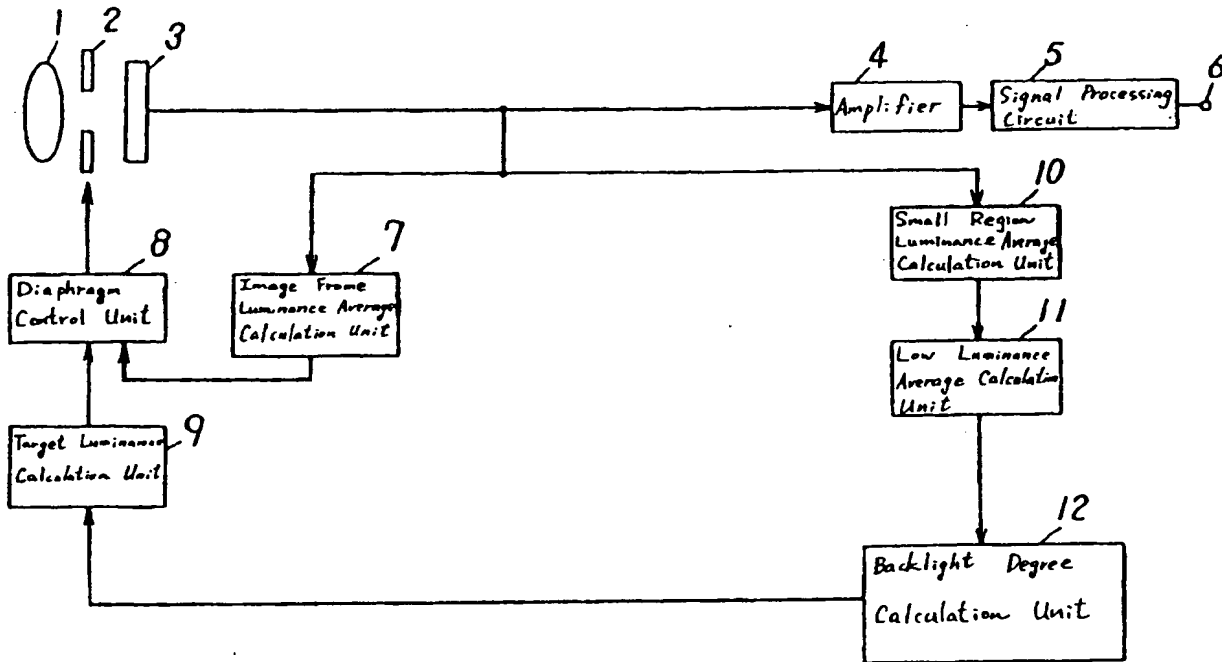 1
2
3
4
5
6
Amplifier
Signal Processing
Circuit
10
Small Region
Luminance Average
Calculation Unit
7
8
Image Frame
Luminance Average
Calculation Unit
Diaphragm
Control Unit
11
Low Luminance
Average Calculation
Unit
9
Target Luminance
Calculation Unit
12
Backlight Degree
Calculation Unit